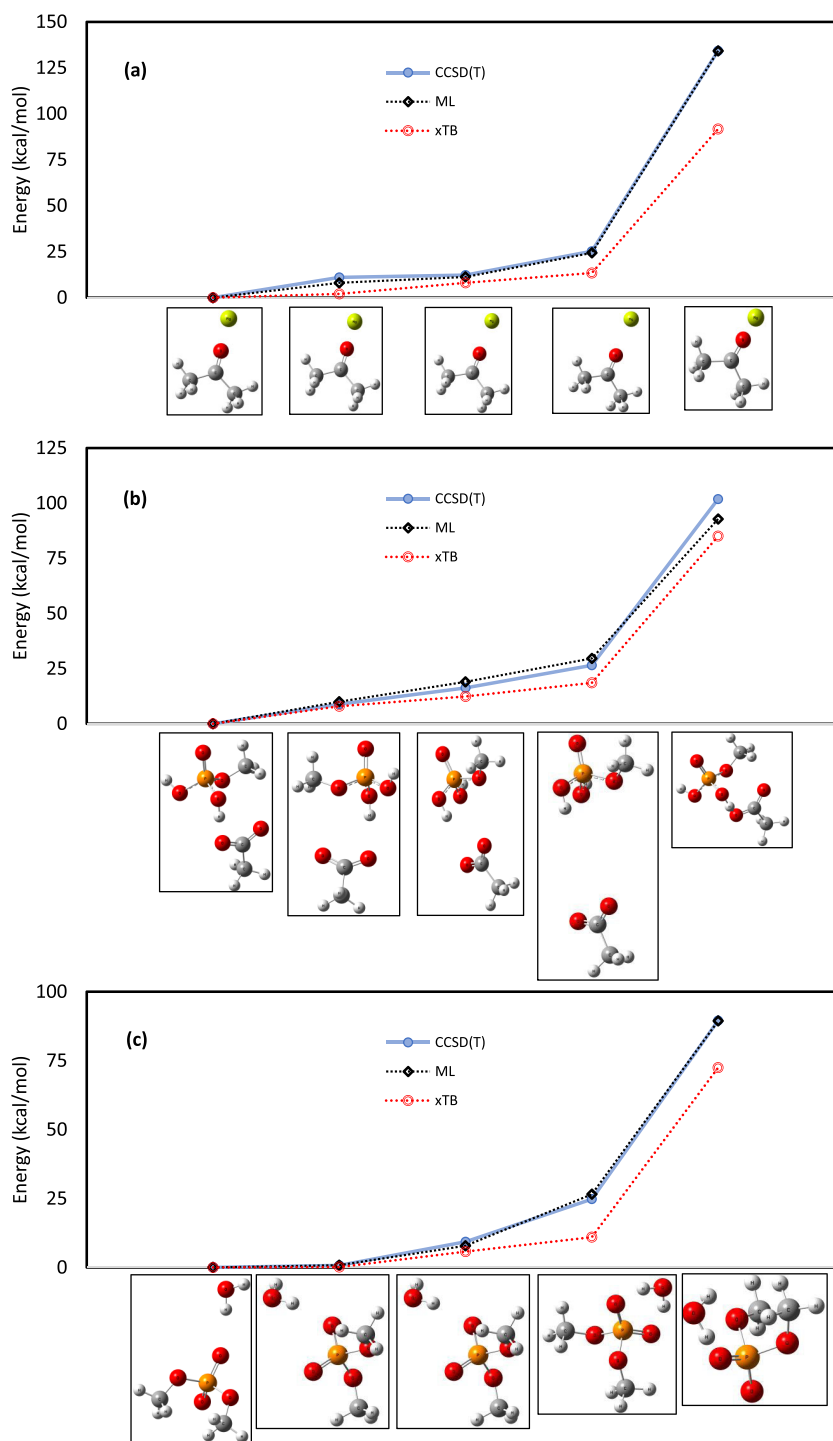 150
(a)
CCSD(T)
125
ML
100
xTB
75
50
25
0
Energy (kcal/mol)
125
(b)
CCSD(T)
100
ML
xTB
75
50
25
0
Energy (kcal/mol)
100
(c)
CCSD(T)
ML
75
xTB
50
25
0
Energy (kcal/mol)